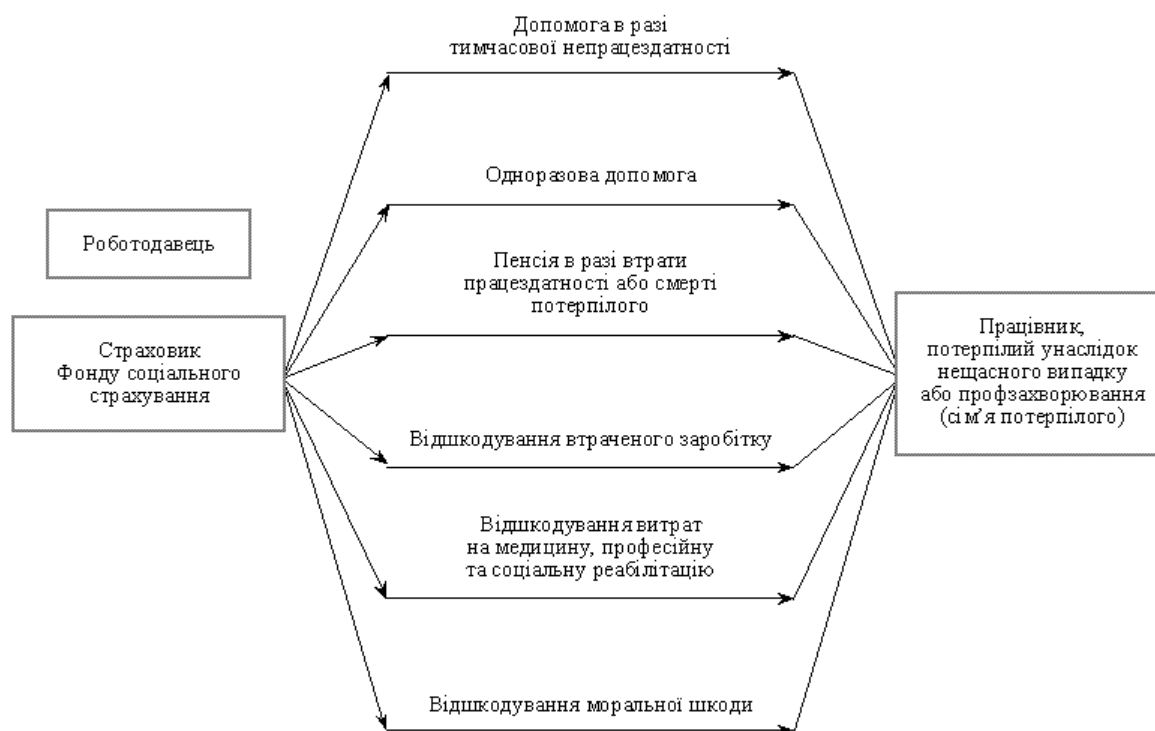 Допомога в разі
тимчасової непрацездатності
Одноразова допомога
Роботодавець
Пенсія в разі втрати
працездатності або смерті
потерпілого
Страховик
Фонду соціального
страхування
Працівник,
потерпілий унаслідок
нещасного випадку
або профзахворювання
(сім’я потерпілого)
Відшкодування втраченого заробітку
Відшкодування витрат
на медицину, професійну
та соціальну реабілітацію
Відшкодування моральної шкоди